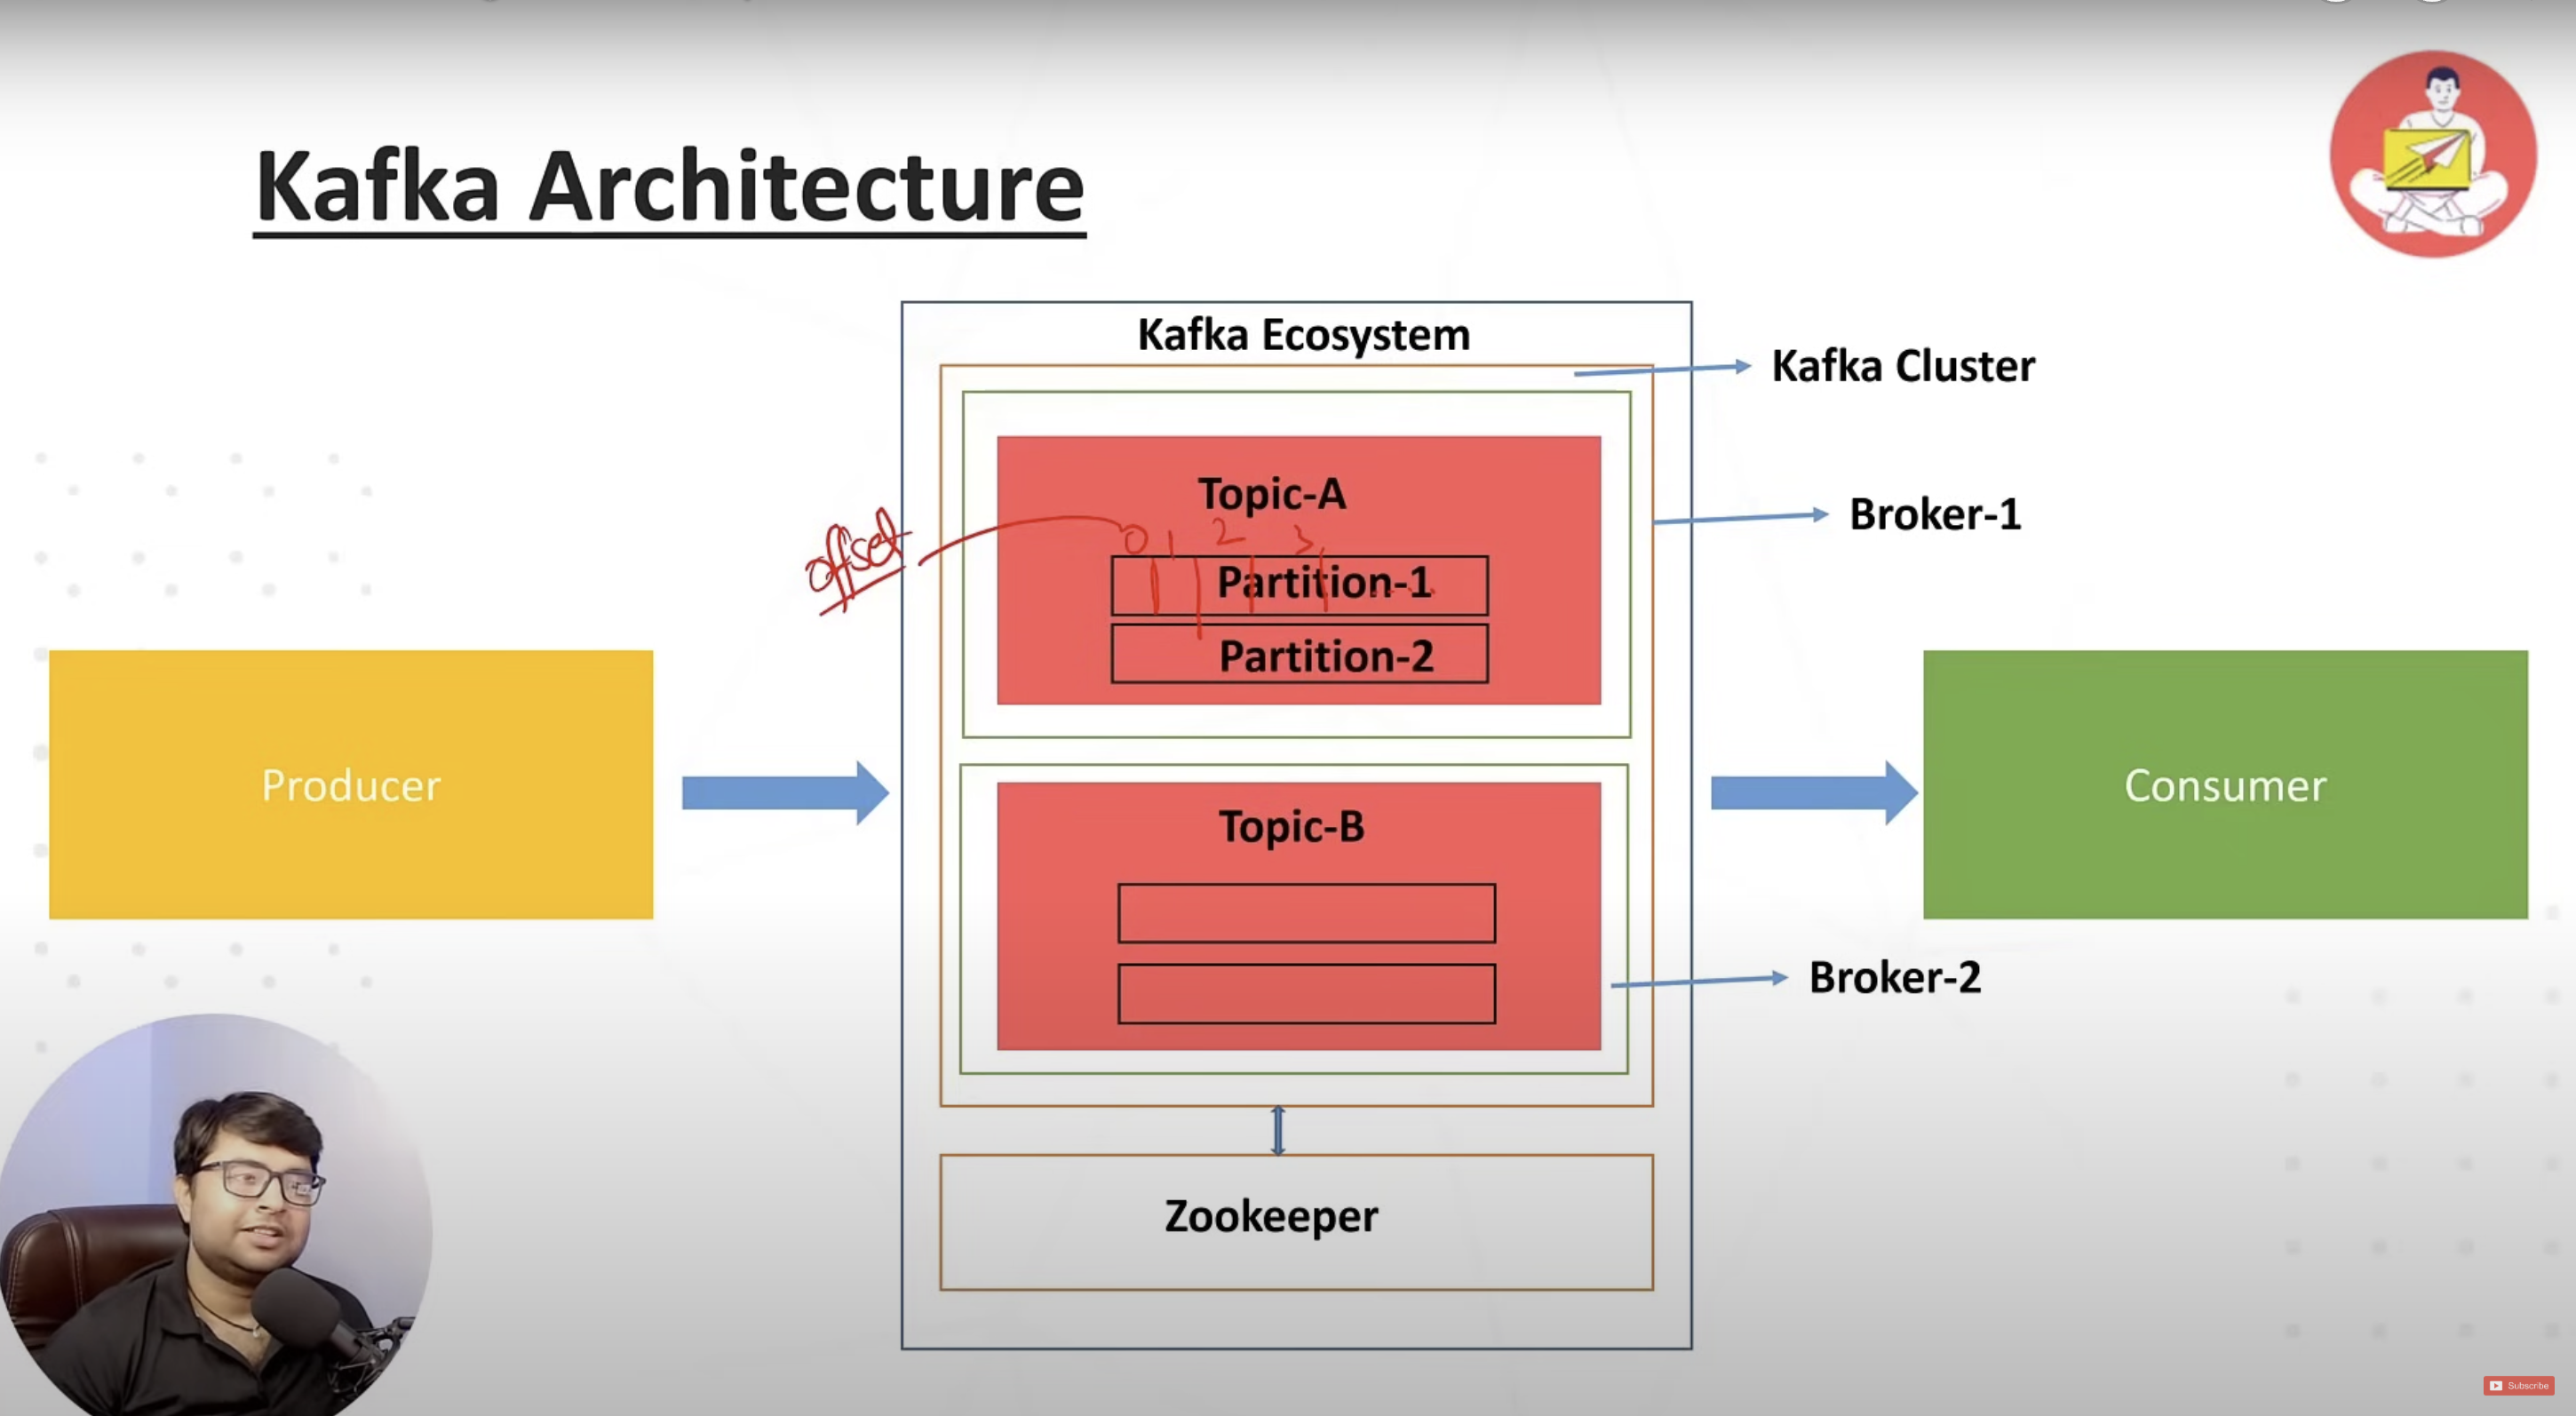 Kafka Architecture
Kafka Ecosystem
Kafka Cluster
Topic-A
Broker-1
offset
0 1 2 3
Partition-1
Partition-2
Producer
Consumer
Topic-B
Broker-2
Zookeeper
Subscribe